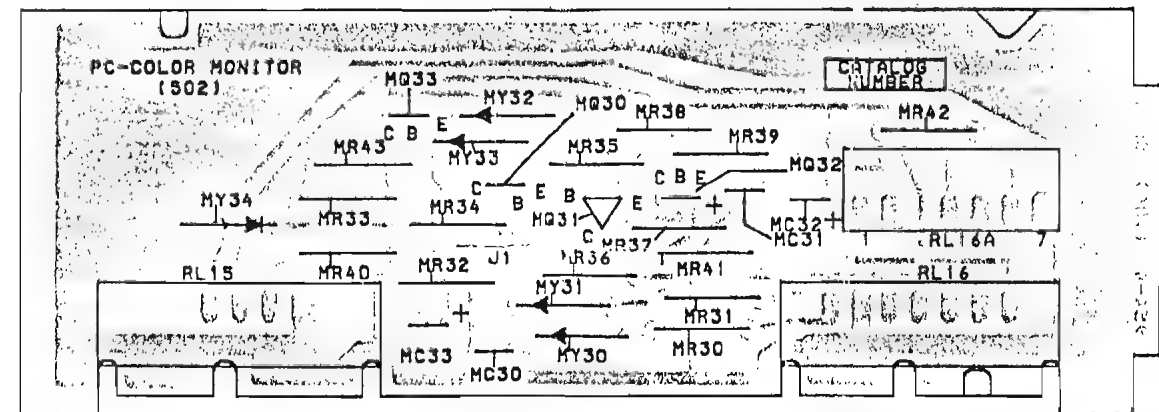 PC-COLOR MONITOR
(502)
CATALOG
NUMBER
MQ33
MY32
MQ30
MR38
MR42
C B E
MR43
MY33
MR35
MR39
MQ32
C B E
MY34
C B E
B E
C
MR33
MR34
MQ31
+
MC32
+
MC31
MR37
1
RL16A
7
J1
RL15
MR40
MR32
MR36
MR41
RL16
MY31
+
MR31
MC33
MY30
MR30
MC30